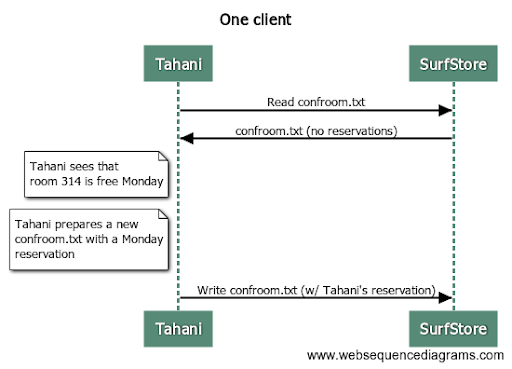 One client
Tahani
SurfStore
Read confroom.txt
confroom.txt (no reservations)
Tahani sees that
room 314 is free Monday
Tahani prepares a new
confroom.txt with a Monday
reservation
Write confroom.txt (w/ Tahani's reservation)
Tahani
SurfStore
www.websequencediagrams.com